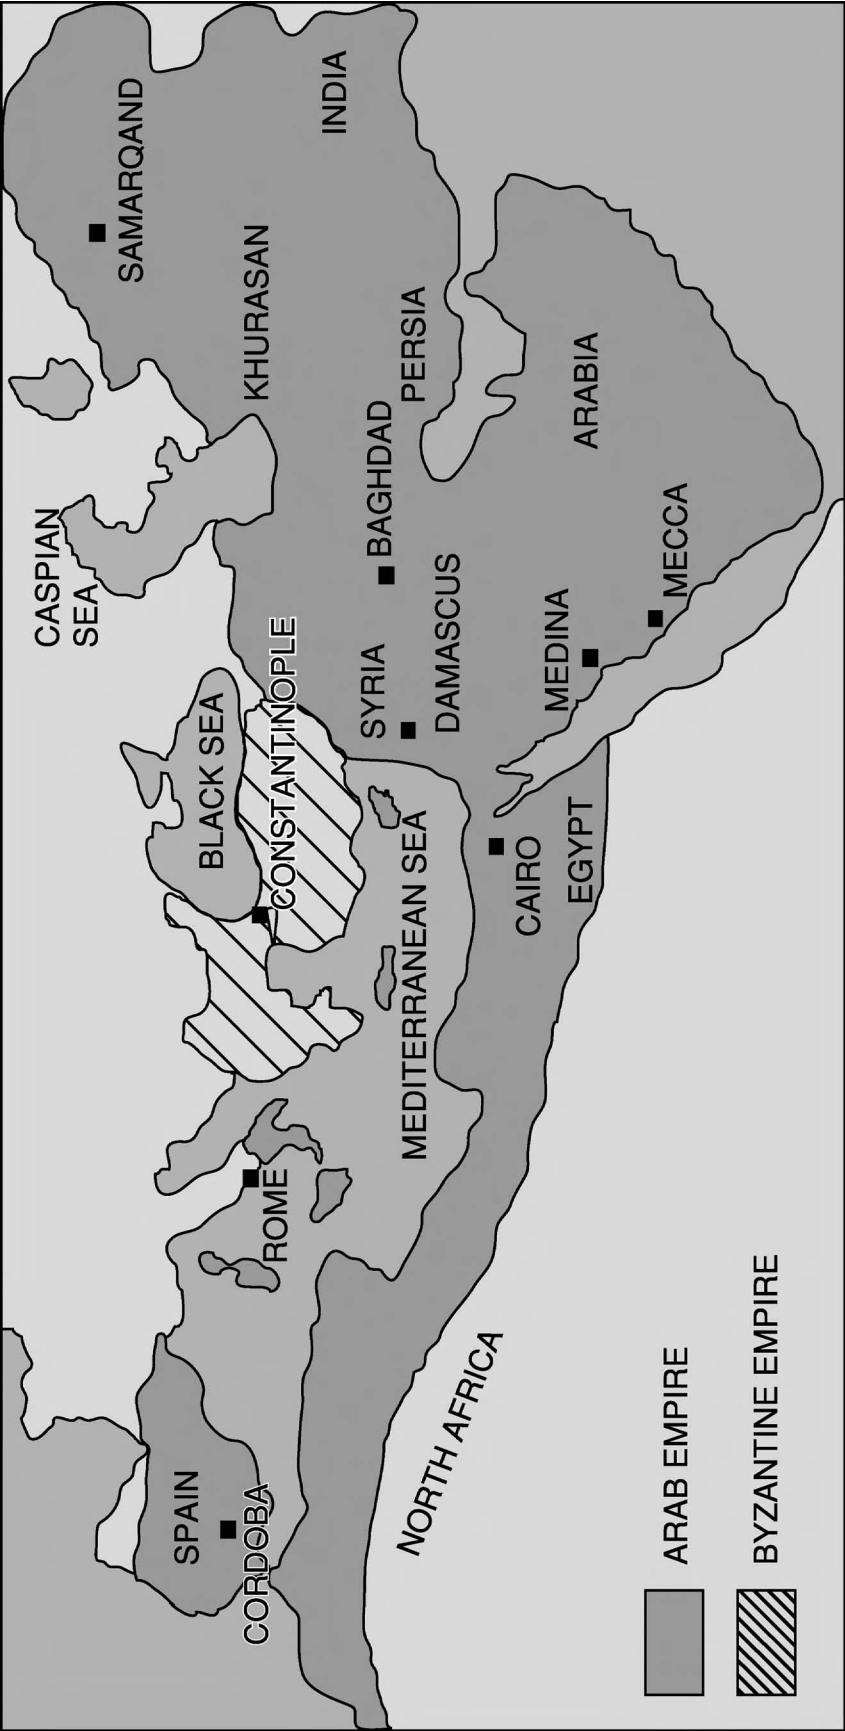 SPAIN
CORDOBA
ROME
NORTH AFRICA
MEDITERRANEAN SEA
BLACK SEA
CONSTANTINOPLE
CASPIAN
SEA
SYRIA
DAMASCUS
BAGHDAD
CAIRO
EGYPT
MEDINA
MECCA
ARABIA
PERSIA
KHURASAN
SAMARQAND
INDIA
ARAB EMPIRE
BYZANTINE EMPIRE